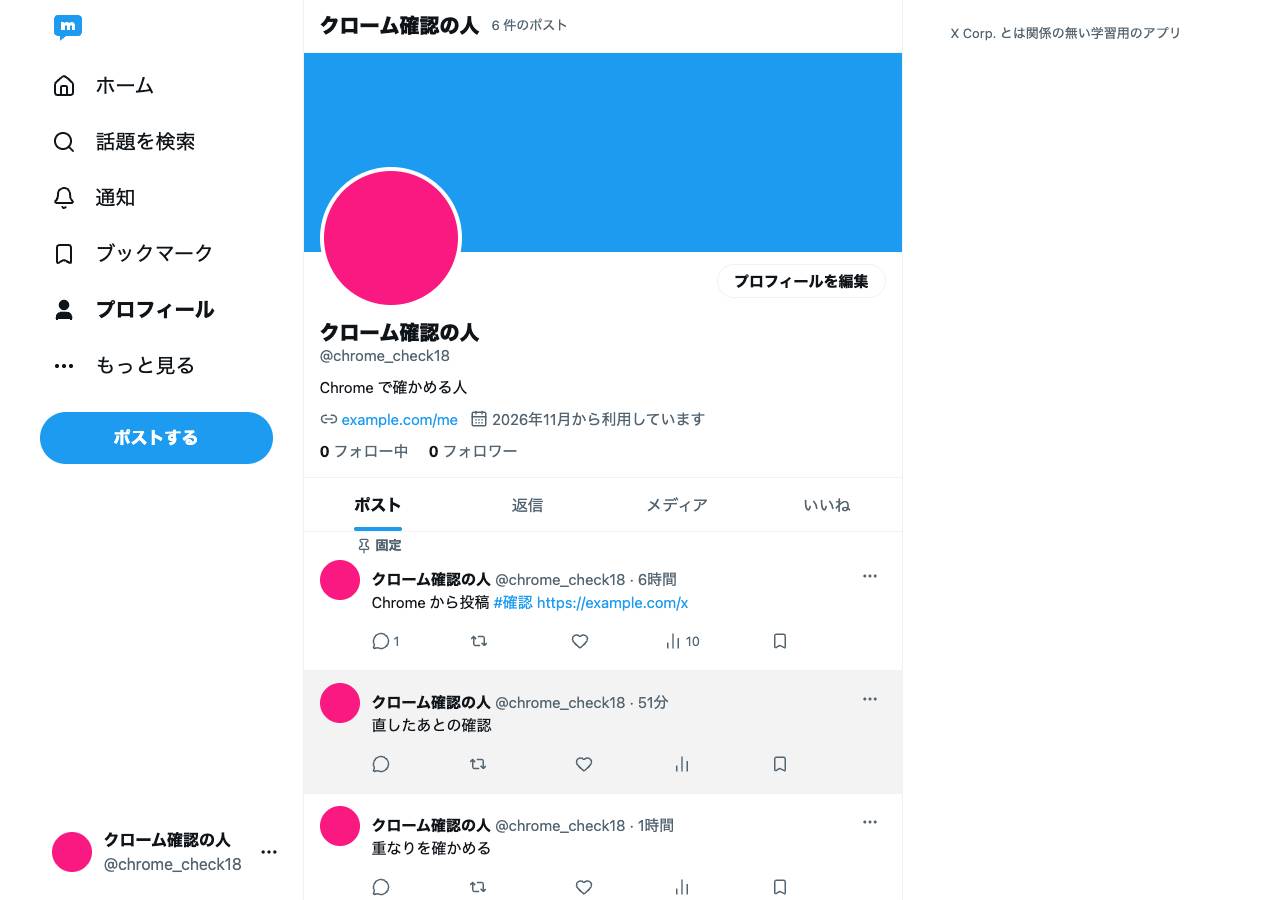 m
ホーム
話題を検索
通知
ブックマーク
プロフィール
もっと見る
ポストする
クローム確認の人
@chrome_check18
クローム確認の人 6 件のポスト
プロフィールを編集
クローム確認の人
@chrome_check18
Chrome で確かめる人
example.com/me 2026年11月から利用しています
0 フォロー中 0 フォロワー
ポスト 返信 メディア いいね
固定
クローム確認の人 @chrome_check18 · 6時間
Chrome から投稿 #確認 https://example.com/x
1 10
クローム確認の人 @chrome_check18 · 51分
直したあとの確認
クローム確認の人 @chrome_check18 · 1時間
重なりを確かめる
X Corp. とは関係の無い学習用のアプリ